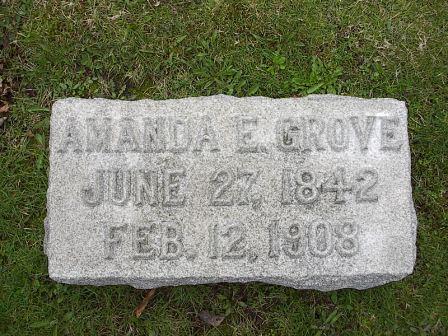 AMANDA E. GROVE
JUNE 27, 1842
FEB. 12, 1908